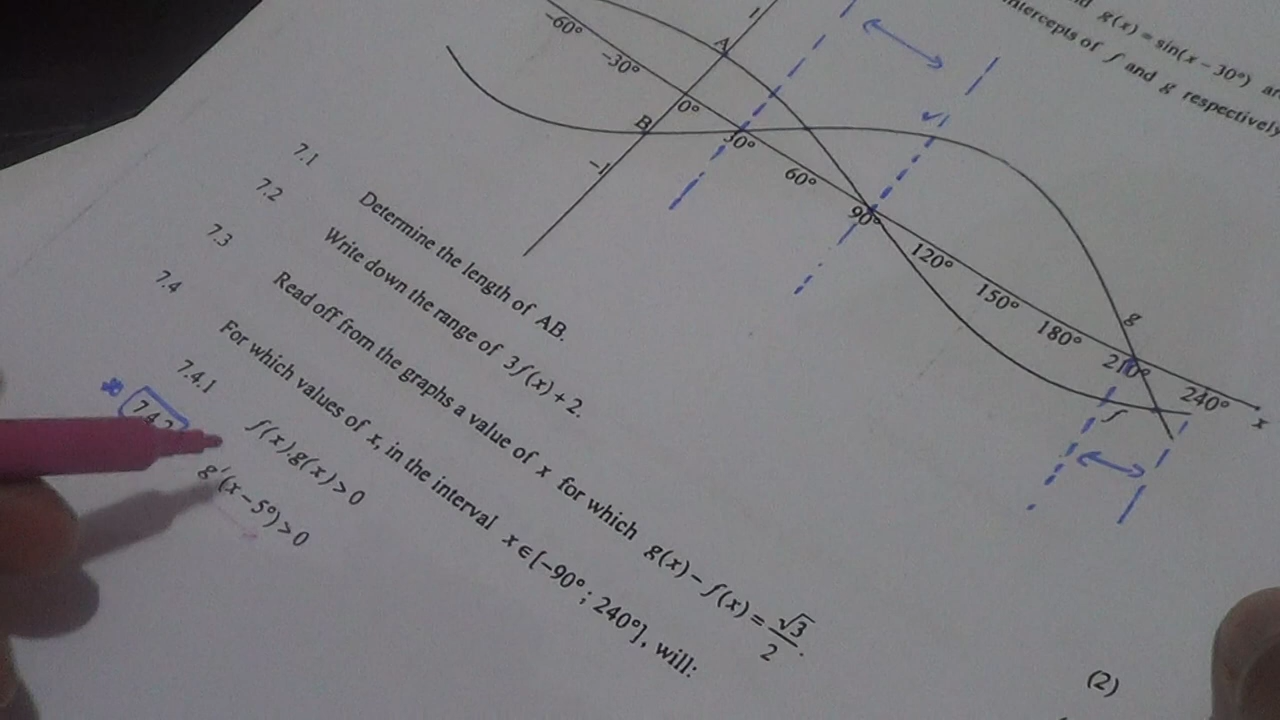 g(x) = sin(x − 30°)
intercepts of f and g respectively
1
A
−60°
−30°
0°
B
−1
30°
60°
90°
120°
150°
180°
g
210°
240°
x
f
7.1 Determine the length of AB.
7.2 Write down the range of 3f(x) + 2.
7.3 Read off from the graphs a value of x for which g(x) − f(x) = √3/2.
7.4 For which values of x, in the interval x ∈ [−90° ; 240°], will:
7.4.1 f(x).g(x) > 0
7.4.2 g'(x − 5°) > 0
(2)